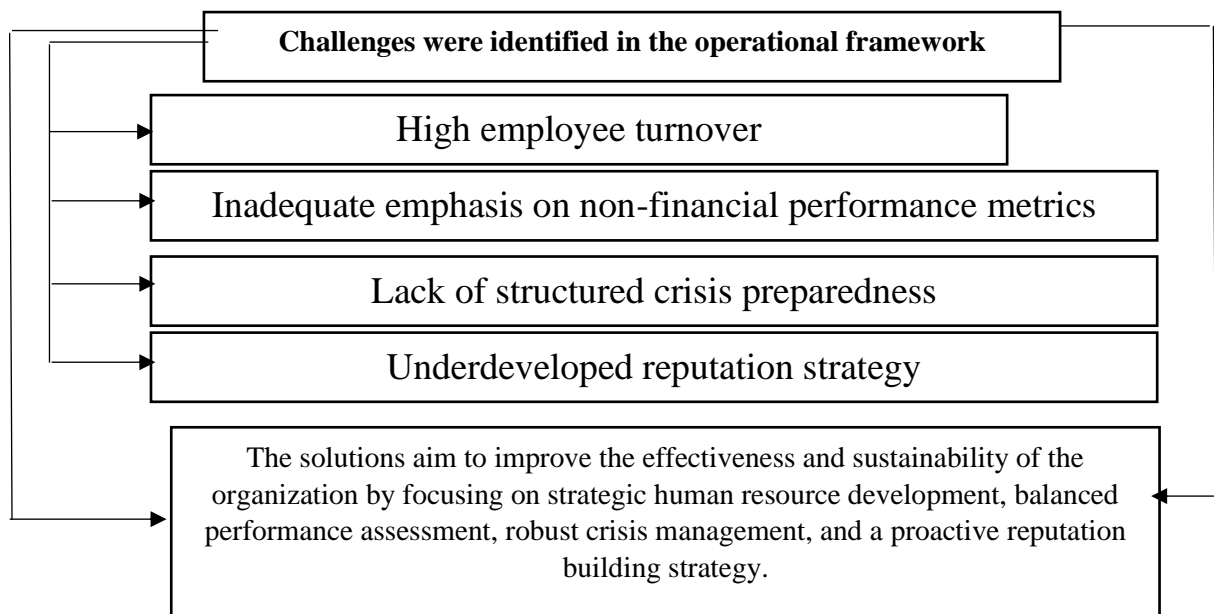 Challenges were identified in the operational framework
High employee turnover
Inadequate emphasis on non-financial performance metrics
Lack of structured crisis preparedness
Underdeveloped reputation strategy
The solutions aim to improve the effectiveness and sustainability of the
organization by focusing on strategic human resource development, balanced
performance assessment, robust crisis management, and a proactive reputation
building strategy.